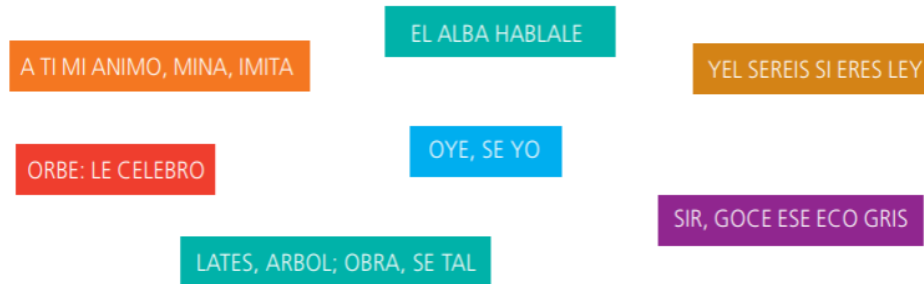 EL ALBA HABLALE
A TI MI ANIMO, MINA, IMITA
YEL SEREIS SI ERES LEY
OYE, SE YO
ORBE: LE CELEBRO
SIR, GOCE ESE ECO GRIS
LATES, ARBOL; OBRA, SE TAL